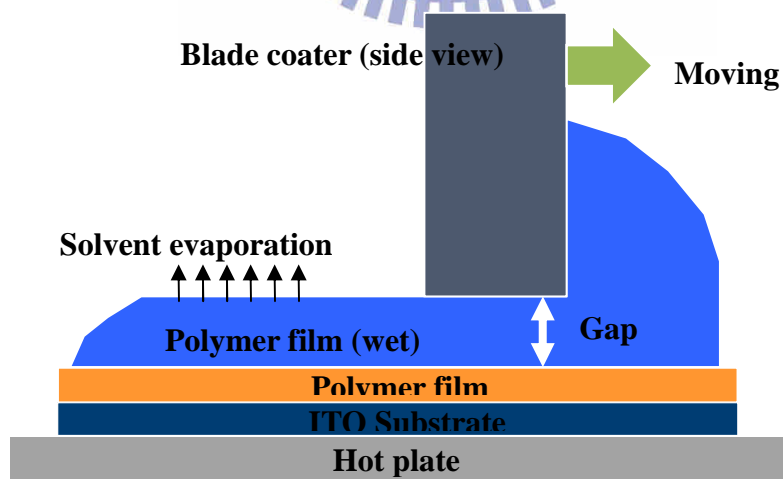 Blade coater (side view)
Moving
Solvent evaporation
Gap
Polymer film (wet)
Polymer film
ITO Substrate
Hot plate